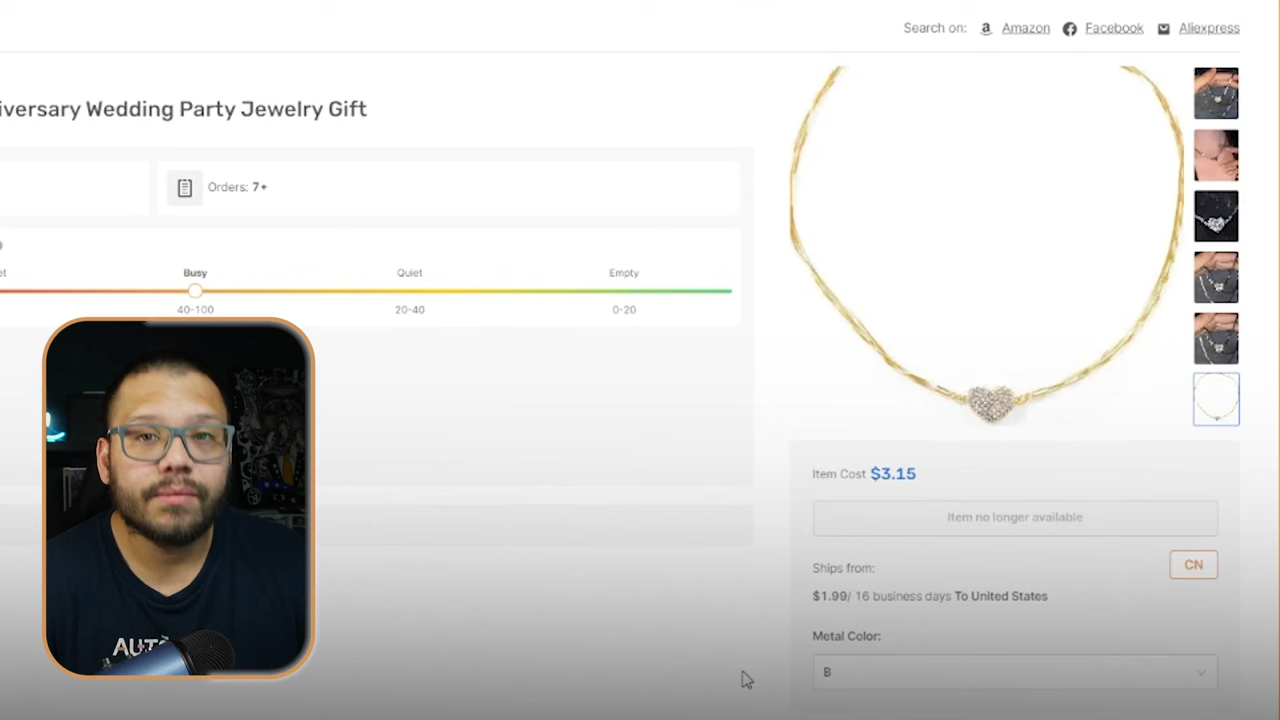 Search on: Amazon Facebook Aliexpress
iversary Wedding Party Jewelry Gift
Orders: 7+
et Busy Quiet Empty
40-100 20-40 0-20
Item Cost $3.15
Item no longer available
Ships from: CN
$1.99/ 16 business days To United States
Metal Color:
B
AUT